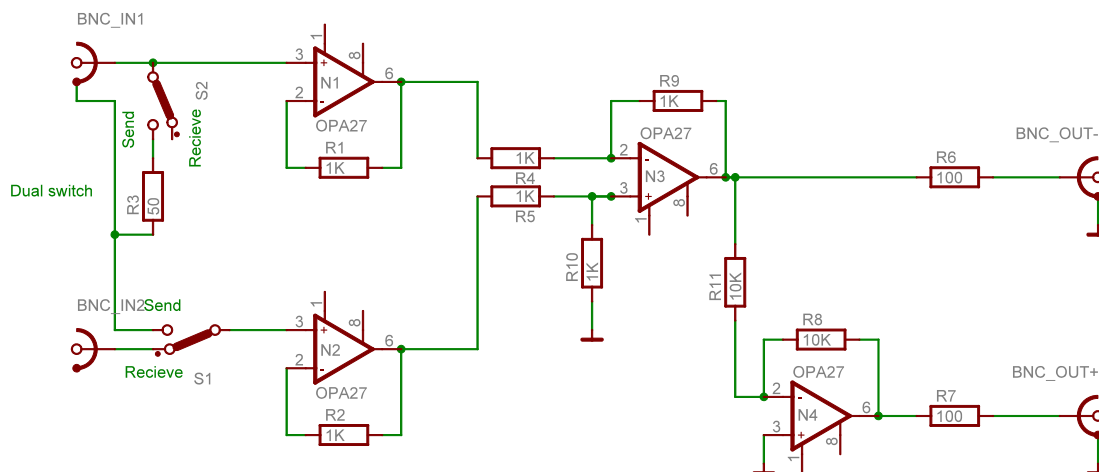 BNC_IN1
S2
Send
Recieve
Dual switch
R3
50
3
2
1
8
6
+
-
N1
OPA27
R1
1K
BNC_IN2
Send
Recieve
S1
3
2
1
8
6
+
-
N2
OPA27
R2
1K
1K
R4
1K
R5
R9
1K
OPA27
2
3
-
+
N3
1
8
6
R10
1K
R11
10K
R8
10K
OPA27
2
3
-
+
N4
1
8
6
R6
100
BNC_OUT-
R7
100
BNC_OUT+